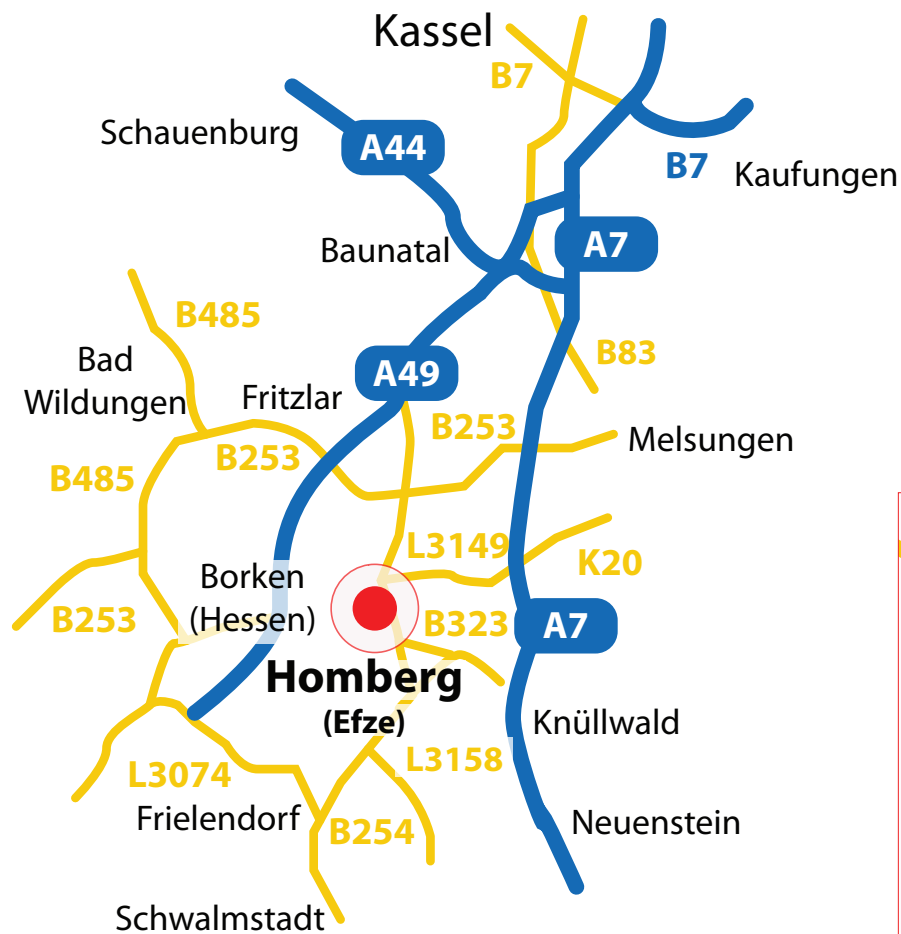 Kassel
B7
Schauenburg
A44
B7
Kaufungen
Baunatal
A7
B485
B83
Bad
Wildungen
A49
Fritzlar
B253
Melsungen
B253
B485
L3149
K20
Borken
(Hessen)
B253
B323
A7
Homberg
(Efze)
Knüllwald
L3158
L3074
Frielendorf
B254
Neuenstein
Schwalmstadt